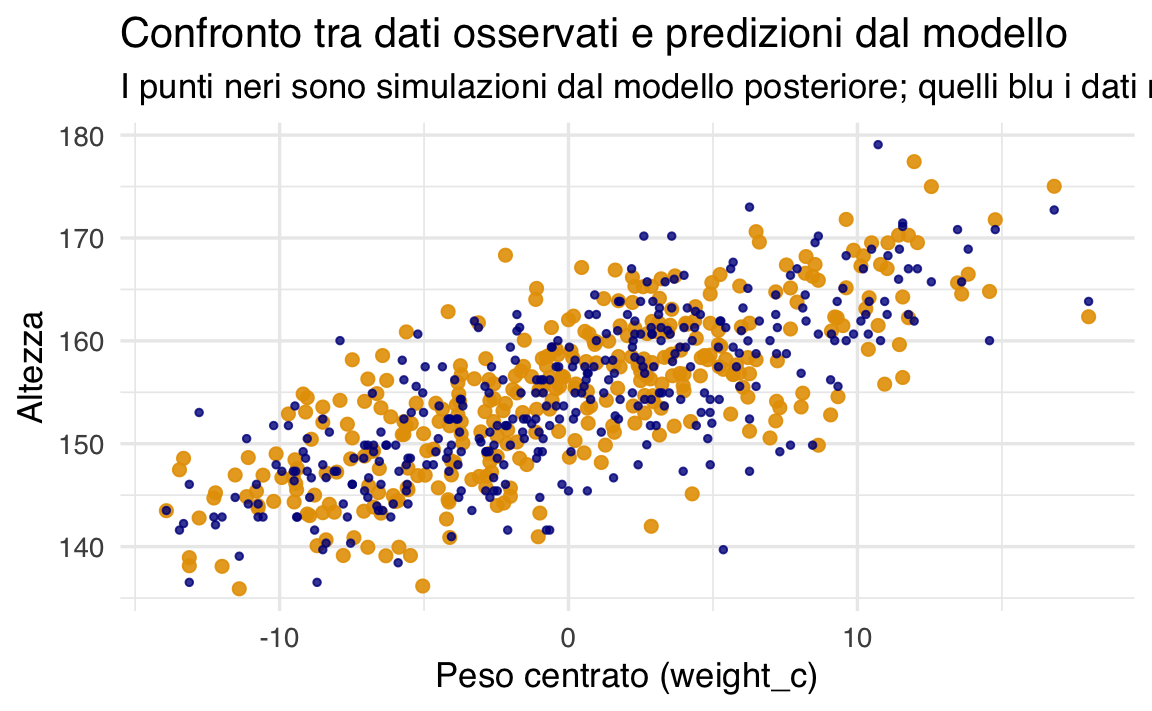 Confronto tra dati osservati e predizioni dal modello
I punti neri sono simulazioni dal modello posteriore; quelli blu i dati
180
170
160
150
140
Altezza
-10 0 10
Peso centrato (weight_c)